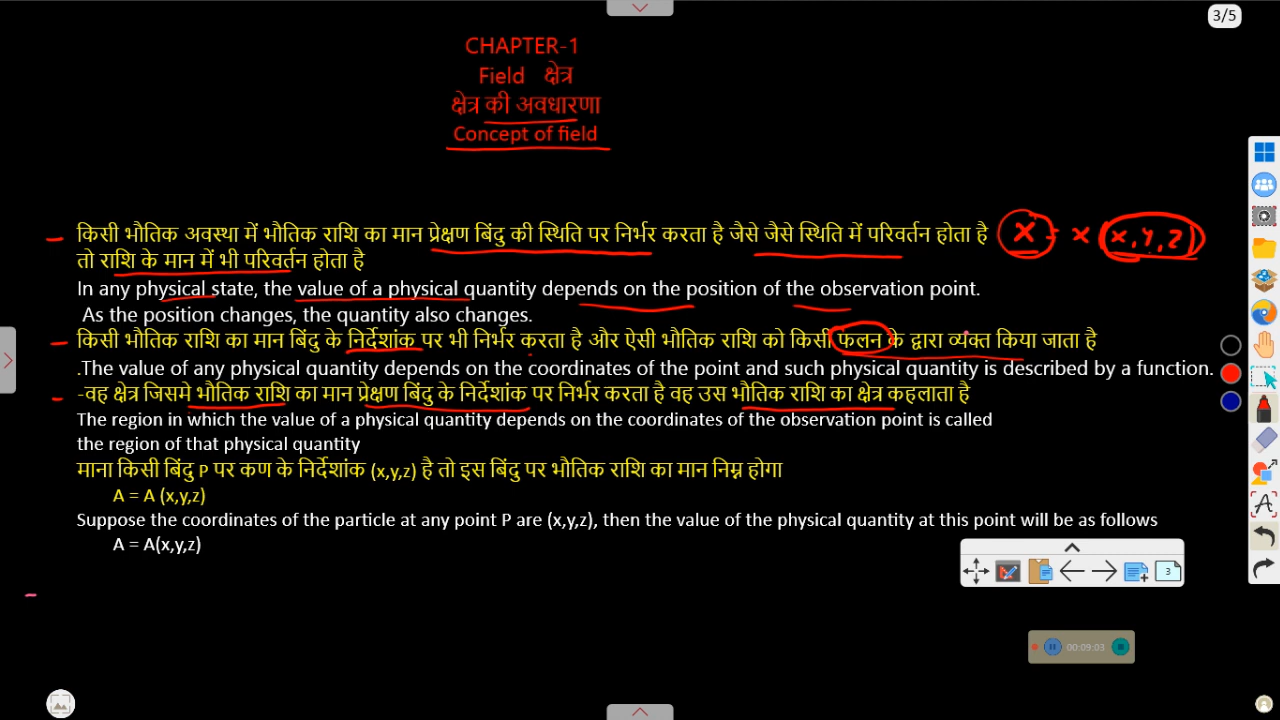 3/5
CHAPTER-1
Field क्षेत्र
क्षेत्र की अवधारणा
Concept of field
किसी भौतिक अवस्था में भौतिक राशि का मान प्रेक्षण बिंदु की स्थिति पर निर्भर करता है जैसे जैसे स्थिति में परिवर्तन होता है x = x (x, y, z)
तो राशि के मान में भी परिवर्तन होता है
In any physical state, the value of a physical quantity depends on the position of the observation point.
As the position changes, the quantity also changes.
किसी भौतिक राशि का मान बिंदु के निर्देशांक पर भी निर्भर करता है और ऐसी भौतिक राशि को किसी फलन के द्वारा व्यक्त किया जाता है
.The value of any physical quantity depends on the coordinates of the point and such physical quantity is described by a function.
-वह क्षेत्र जिसमे भौतिक राशि का मान प्रेक्षण बिंदु के निर्देशांक पर निर्भर करता है वह उस भौतिक राशि का क्षेत्र कहलाता है
The region in which the value of a physical quantity depends on the coordinates of the observation point is called
the region of that physical quantity
माना किसी बिंदु P पर कण के निर्देशांक (x,y,z) है तो इस बिंदु पर भौतिक राशि का मान निम्न होगा
A = A (x,y,z)
Suppose the coordinates of the particle at any point P are (x,y,z), then the value of the physical quantity at this point will be as follows
A = A(x,y,z)
3
00:09:03